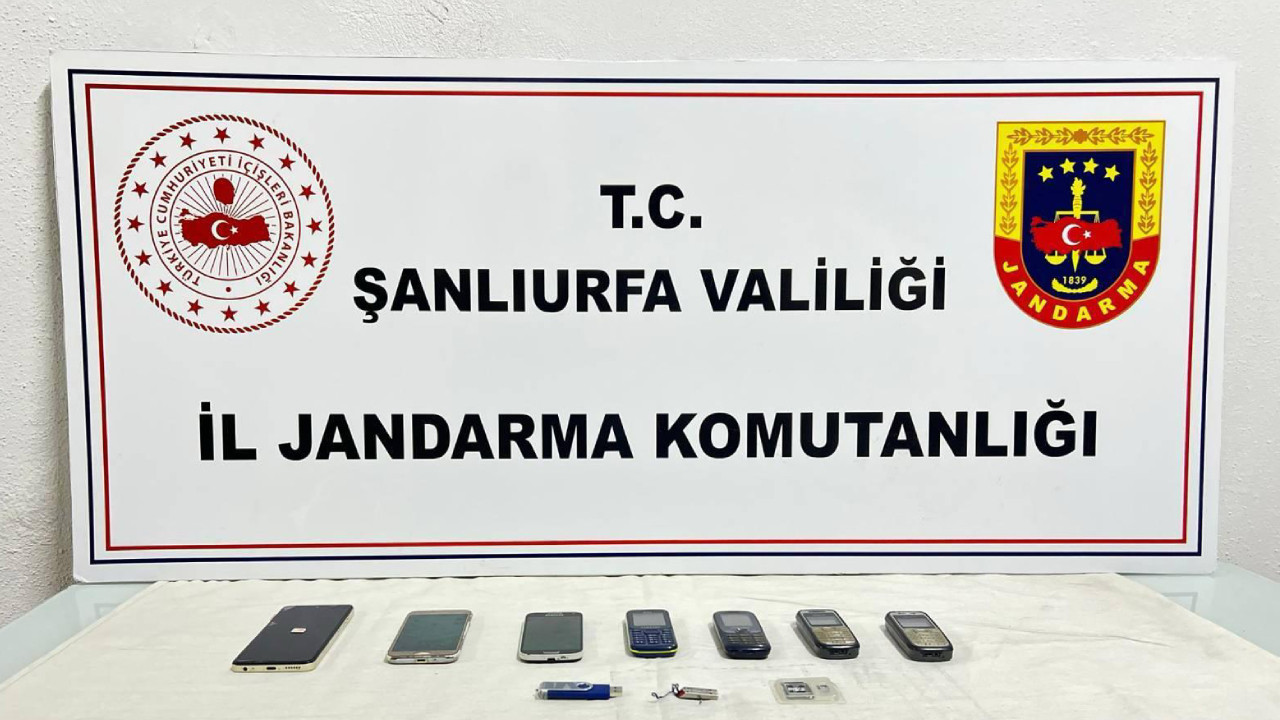 TÜRKİYE CUMHURİYETİ İÇİŞLERİ BAKANLIĞI
T.C.
ŞANLIURFA VALİLİĞİ
İL JANDARMA KOMUTANLIĞI
1839
JANDARMA